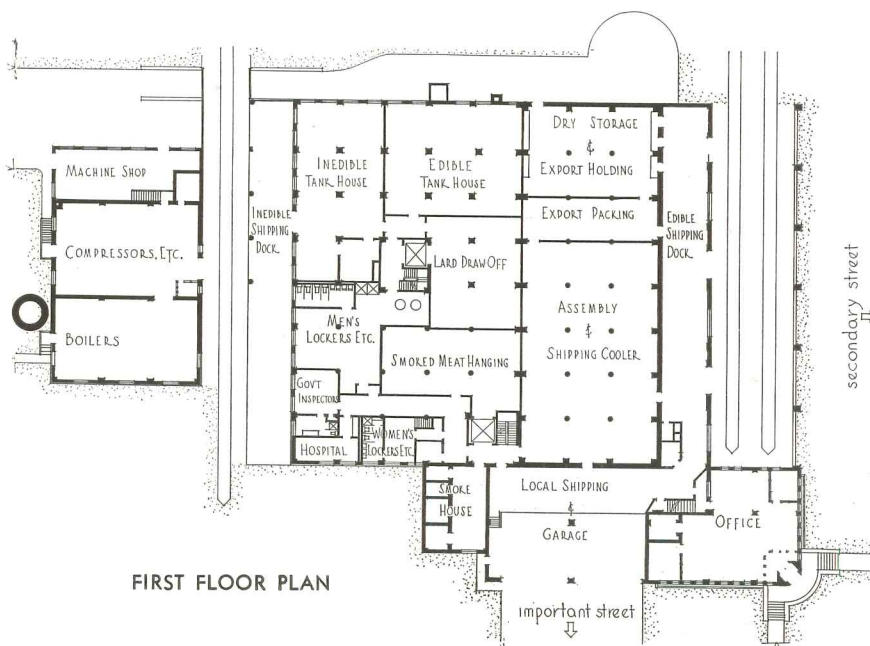 DRY STORAGE
&
EXPORT HOLDING
MACHINE SHOP
INEDIBLE
TANK HOUSE
EDIBLE
TANK HOUSE
INEDIBLE
SHIPPING
DOCK
EXPORT PACKING
EDIBLE
SHIPPING
DOCK
COMPRESSORS, ETC.
LARD DRAW OFF
secondary street
ASSEMBLY
&
SHIPPING COOLER
MEN'S
LOCKERS ETC.
BOILERS
SMOKED MEAT HANGING
GOV'T
INSPECTORS
HOSPITAL
WOMEN'S
LOCKERS ETC.
SMOKE
HOUSE
LOCAL SHIPPING
&
GARAGE
OFFICE
FIRST FLOOR PLAN
important street